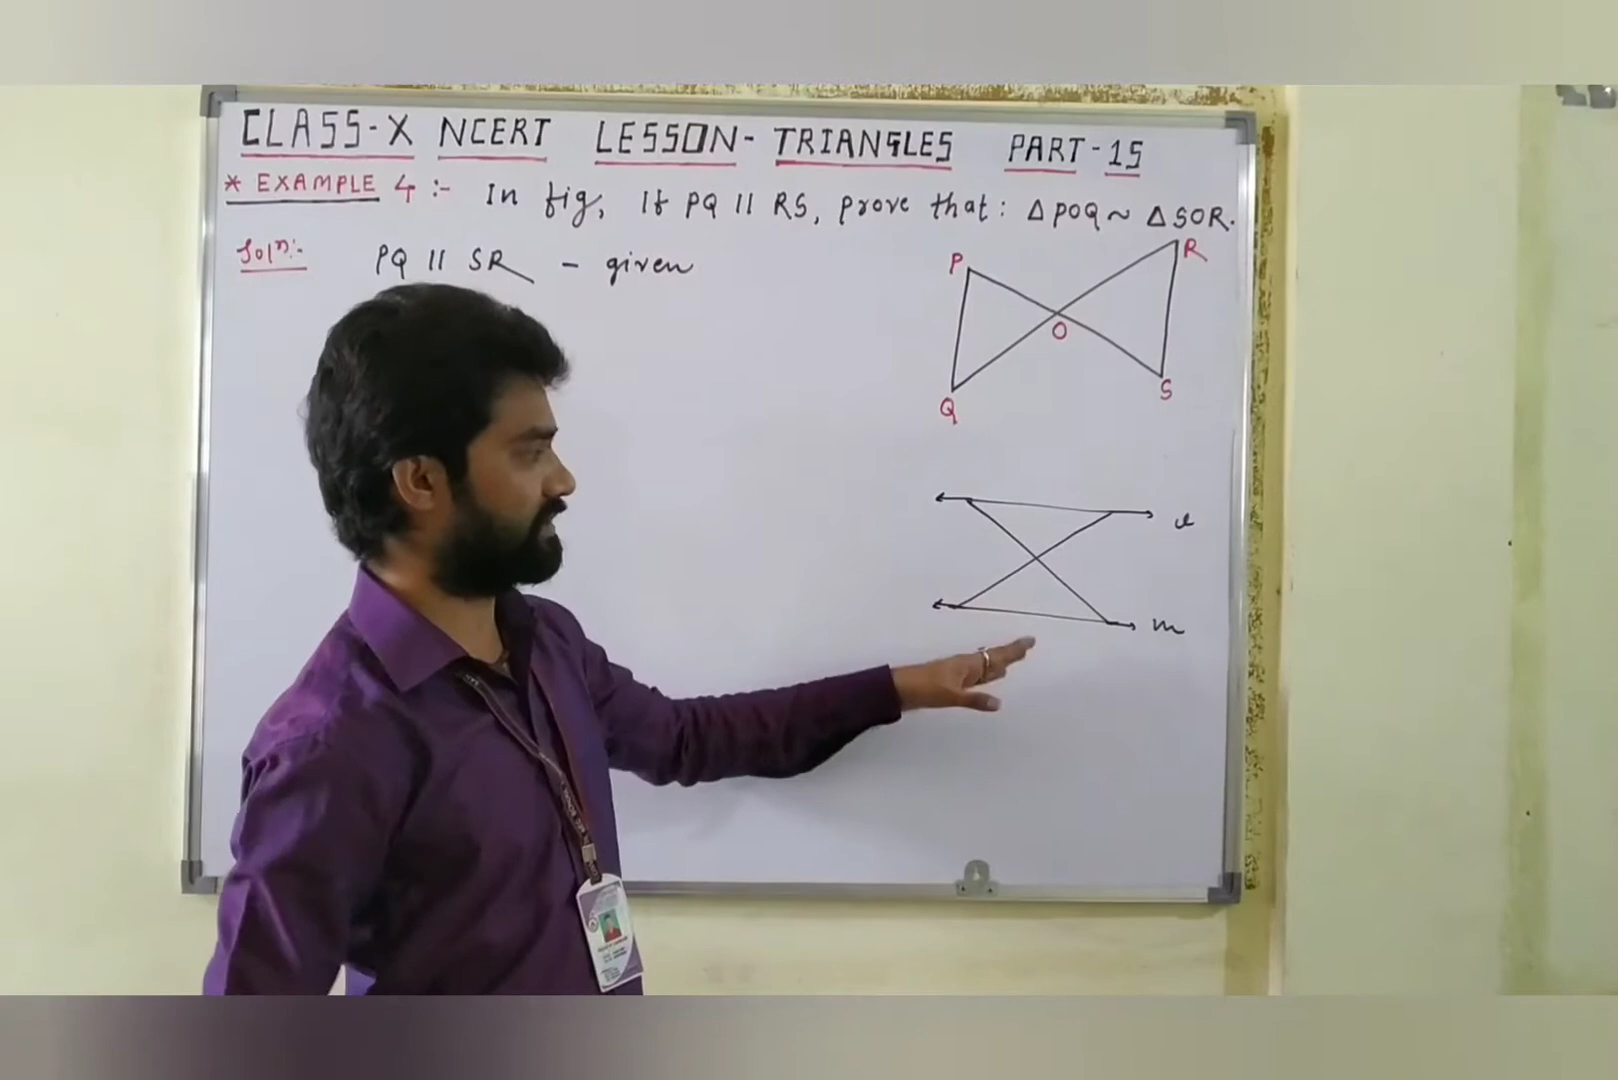 CLASS-X NCERT LESSON-TRIANGLES PART-15
* EXAMPLE 4:- In fig, If PQ || RS, prove that: △POQ ~ △SOR.
Solⁿ:- PQ || SR - given
P
R
O
Q
S
l
m